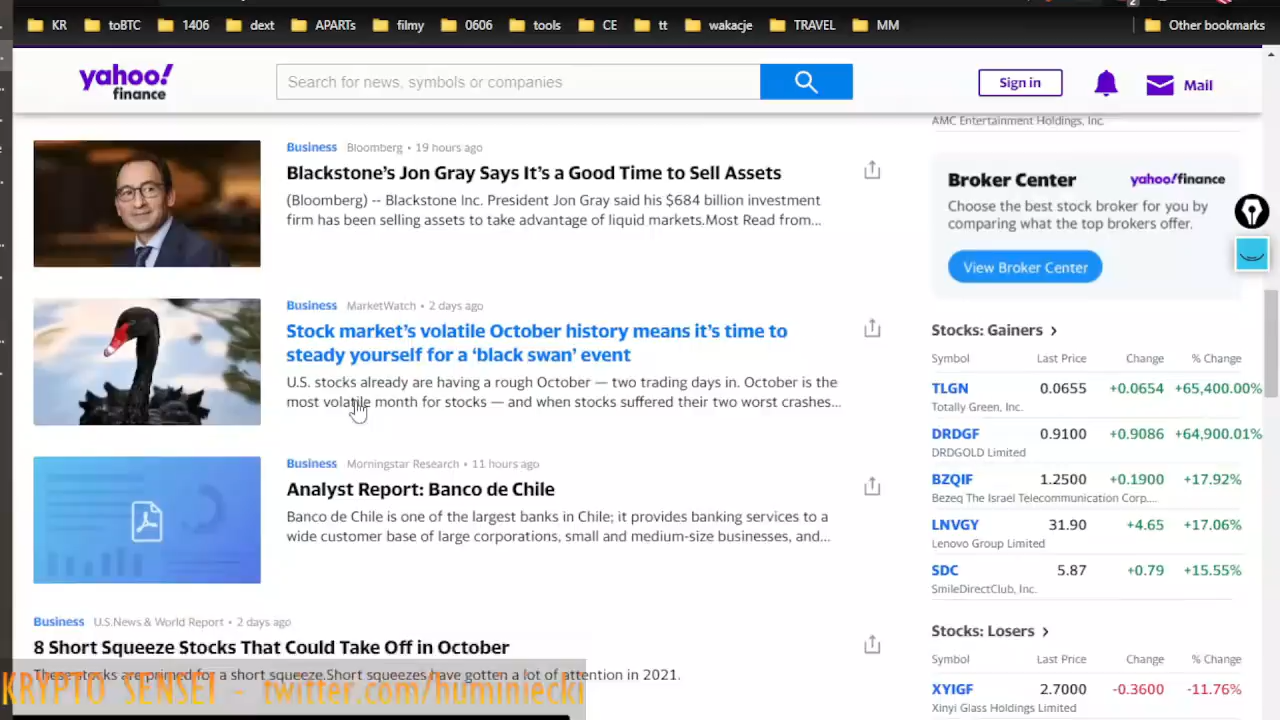 KR toBTC 1406 dext APARTs filmy 0606 tools CE tt wakacje TRAVEL MM Other bookmarks
yahoo!
finance
Search for news, symbols or companies
Sign in
Mail
Business Bloomberg • 19 hours ago
Blackstone's Jon Gray Says It's a Good Time to Sell Assets
(Bloomberg) -- Blackstone Inc. President Jon Gray said his $684 billion investment
firm has been selling assets to take advantage of liquid markets.Most Read from...
Business MarketWatch • 2 days ago
Stock market's volatile October history means it's time to
steady yourself for a 'black swan' event
U.S. stocks already are having a rough October — two trading days in. October is the
most volatile month for stocks — and when stocks suffered their two worst crashes...
Business Morningstar Research • 11 hours ago
Analyst Report: Banco de Chile
Banco de Chile is one of the largest banks in Chile; it provides banking services to a
wide customer base of large corporations, small and medium-size businesses, and...
Business U.S.News & World Report • 2 days ago
8 Short Squeeze Stocks That Could Take Off in October
These stocks are primed for a short squeeze.Short squeezes have gotten a lot of attention in 2021.
KRYPTO SENSEI - twitter.com/huminiecki
AMC Entertainment Holdings, Inc.
Broker Center yahoo!finance
Choose the best stock broker for you by
comparing what the top brokers offer.
View Broker Center
Stocks: Gainers >
Symbol Last Price Change % Change
TLGN 0.0655 +0.0654 +65,400.00%
Totally Green, Inc.
DRDGF 0.9100 +0.9086 +64,900.01%
DRDGOLD Limited
BZQIF 1.2500 +0.1900 +17.92%
Bezeq The Israel Telecommunication Corp....
LNVGY 31.90 +4.65 +17.06%
Lenovo Group Limited
SDC 5.87 +0.79 +15.55%
SmileDirectClub, Inc.
Stocks: Losers >
Symbol Last Price Change % Change
XYIGF 2.7000 -0.3600 -11.76%
Xinyi Glass Holdings Limited